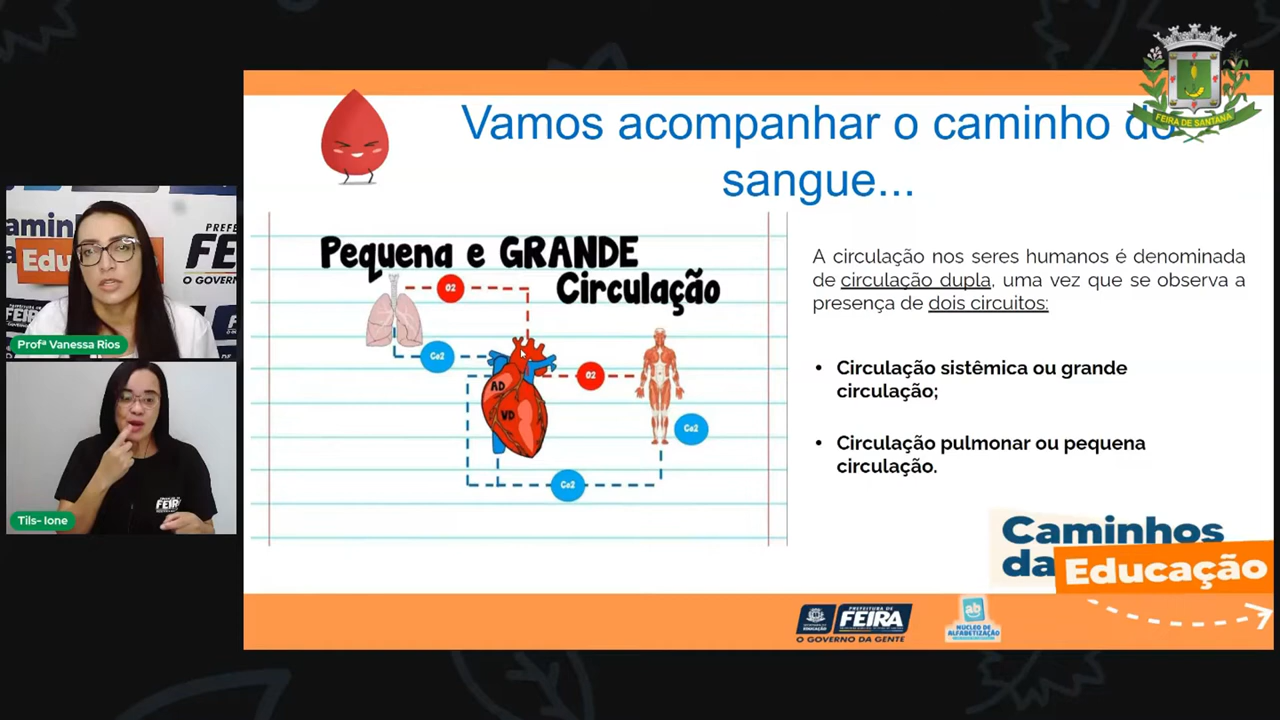 FEIRA DE SANTANA
Vamos acompanhar o caminho do
sangue...
Pequena e GRANDE
Circulação
O2
Co2
AD
VD
O2
Co2
Co2
A circulação nos seres humanos é denominada
de circulação dupla, uma vez que se observa a
presença de dois circuitos:
• Circulação sistêmica ou grande
circulação;
• Circulação pulmonar ou pequena
circulação.
Caminhos
da Educação
PREFEITURA DE
FEIRA
O GOVERNO DA GENTE
ab
NÚCLEO DE
ALFABETIZAÇÃO
Profª Vanessa Rios
FEIRA
Tils- Ione